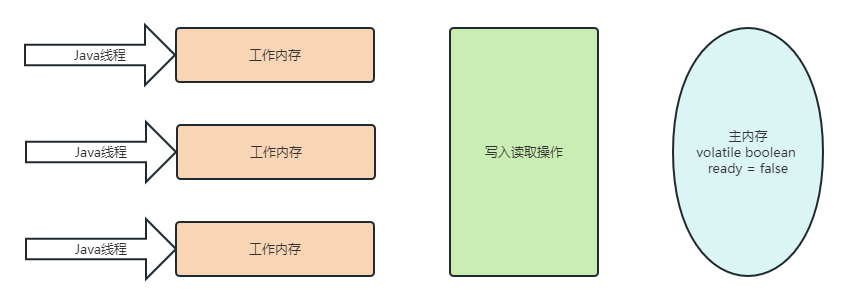 Java线程
工作内存
Java线程
工作内存
Java线程
工作内存
写入读取操作
主内存
volatile boolean
ready = false